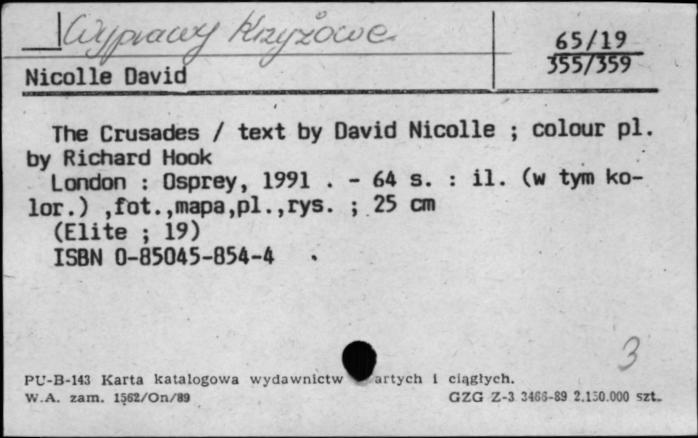 Wyprawy Krzyżowe
65/19
355/359
Nicolle David
The Crusades / text by David Nicolle ; colour pl.
by Richard Hook
London : Osprey, 1991 . - 64 s. : il. (w tym ko-
lor.) ,fot.,mapa,pl.,rys. ; 25 cm
(Elite ; 19)
ISBN 0-85045-854-4
3
PU-B-143 Karta katalogowa wydawnictw artych i ciągłych.
W.A. zam. 1562/On/89 GZG Z-3 3466-89 2.150.000 szt.